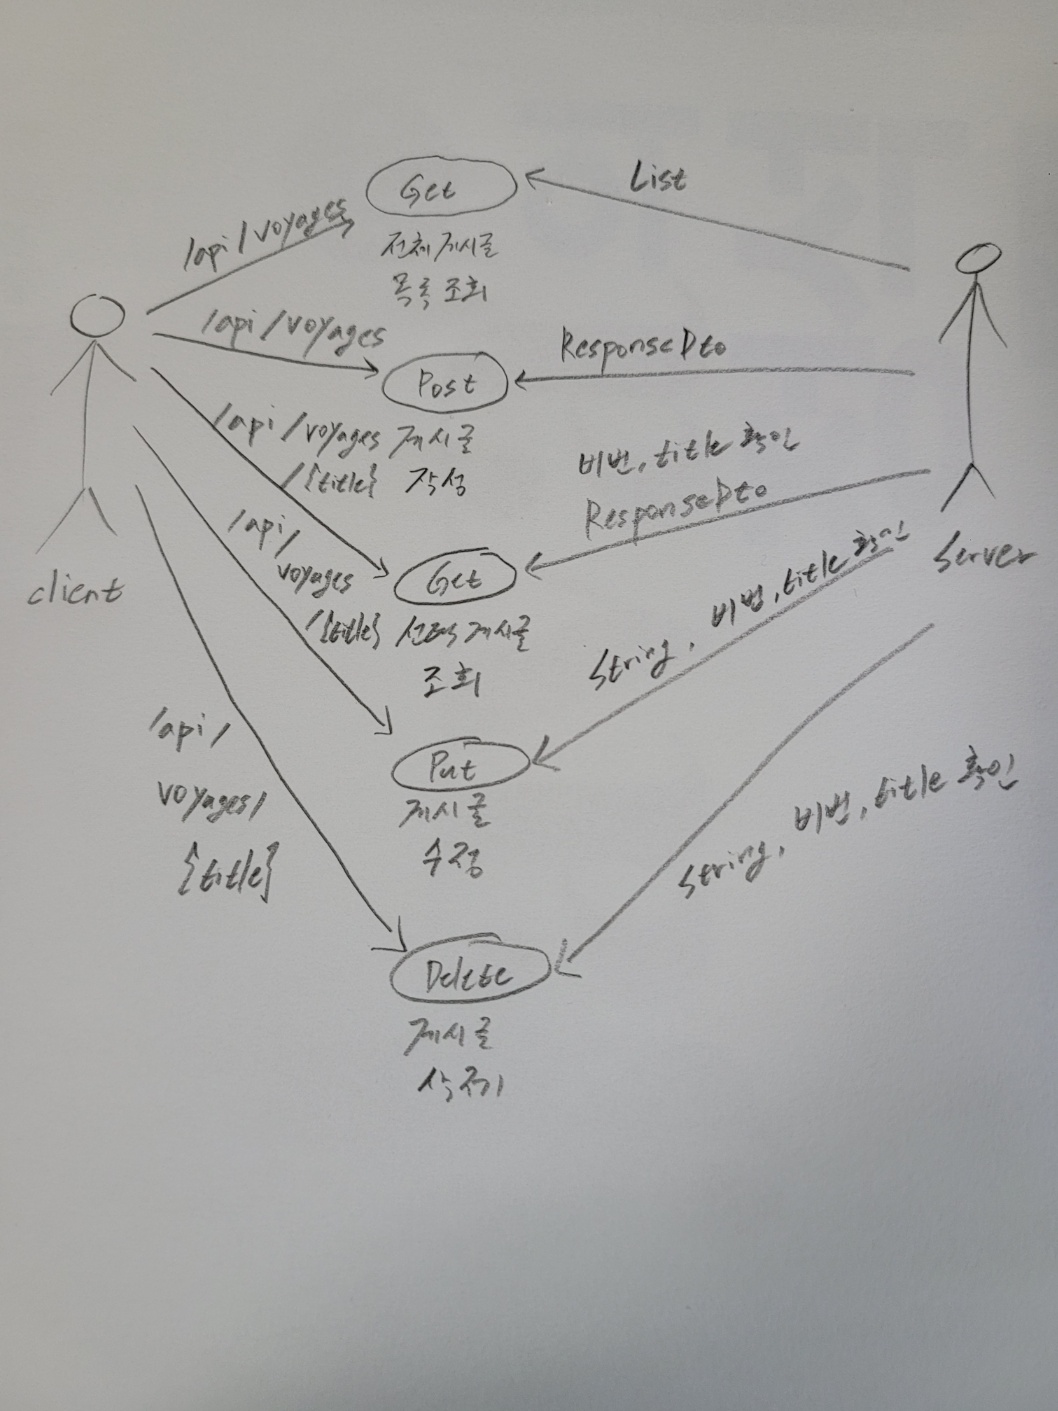 Get
List
/api/voyages
전체 게시글
목록 조회
/api/voyages
ResponseDto
Post
/api/voyages
/{title}
게시글
작성
비번, title 확인
ResponseDto
/api/
voyages
/{title}
Get
선택 게시글
조회
client
server
String, 비번, title 확인
/api/
voyages/
{title}
Put
게시글
수정
String, 비번, title 확인
Delete
게시글
삭제